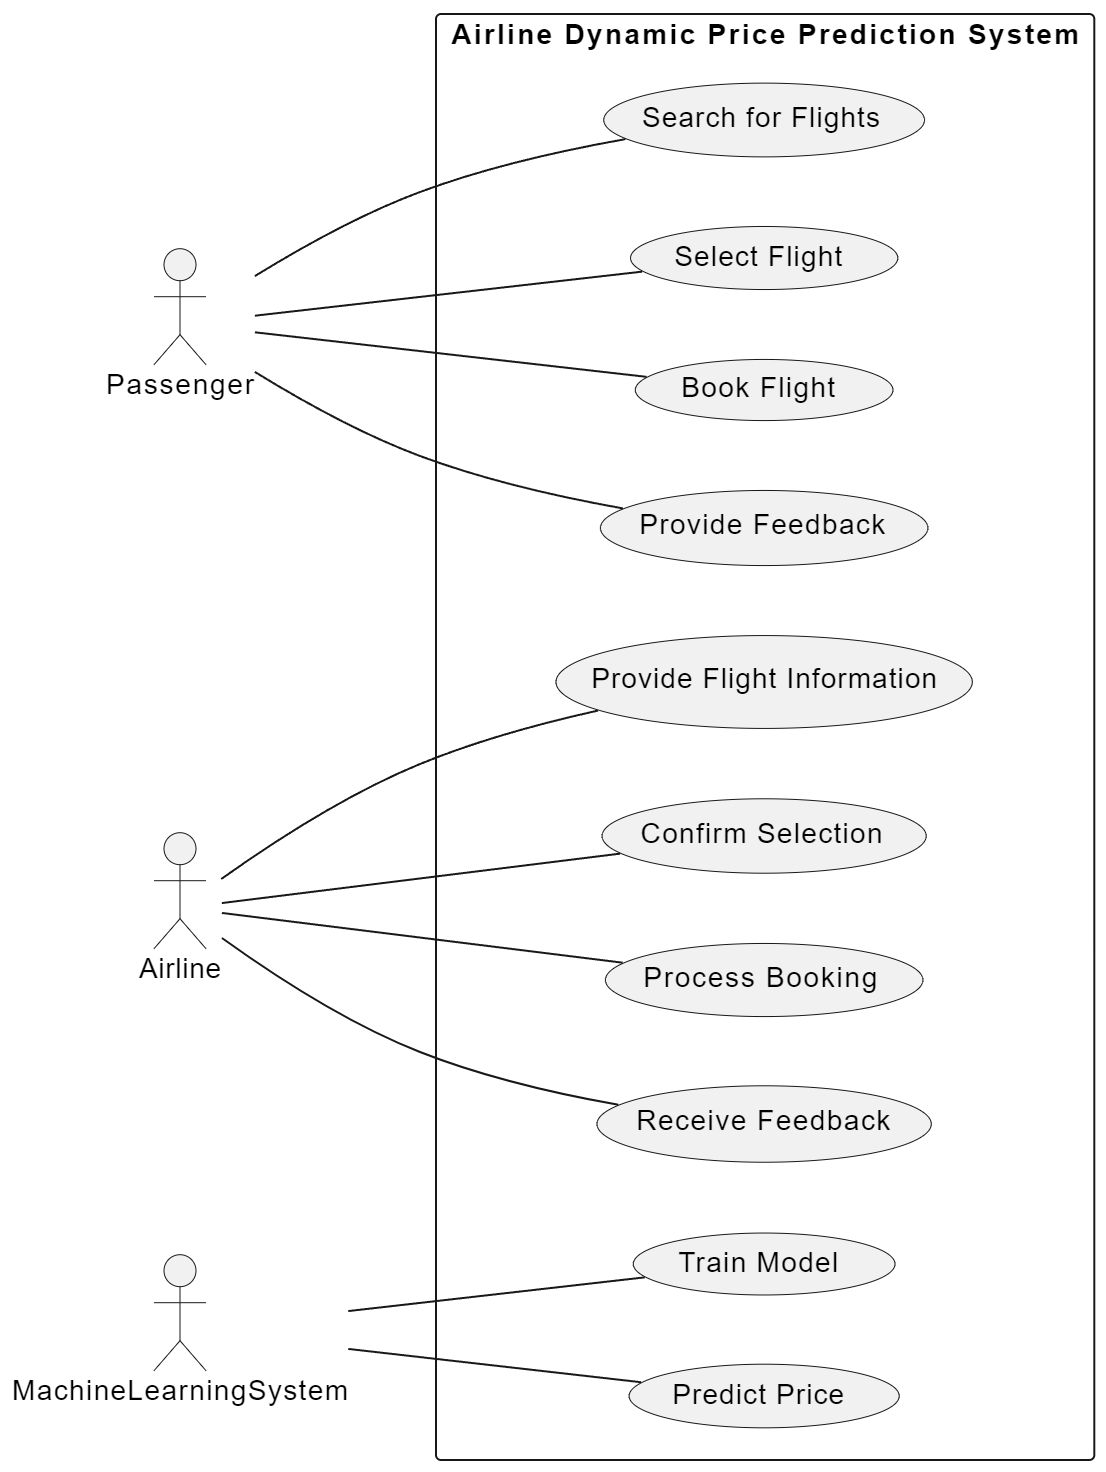 Airline Dynamic Price Prediction System
Search for Flights
Select Flight
Book Flight
Passenger
Provide Feedback
Provide Flight Information
Confirm Selection
Airline
Process Booking
Receive Feedback
Train Model
MachineLearningSystem
Predict Price